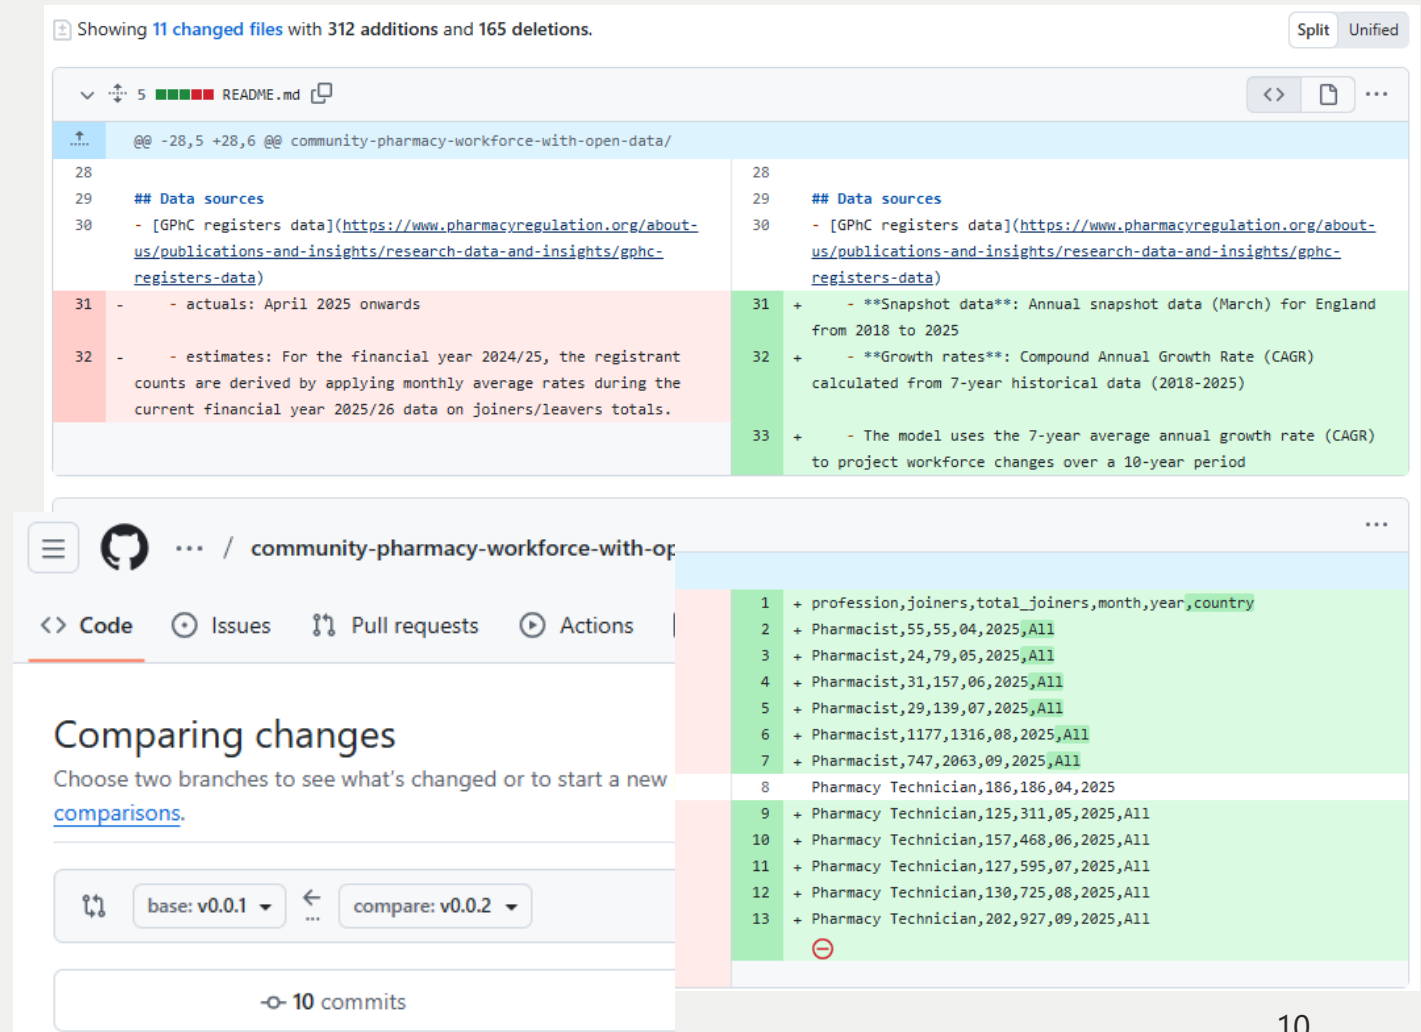 Showing 11 changed files with 312 additions and 165 deletions.
Split Unified
5 README.md
@@ -28,5 +28,6 @@ community-pharmacy-workforce-with-open-data/
28
29 ## Data sources
30 - [GPhC registers data](https://www.pharmacyregulation.org/about-
us/publications-and-insights/research-data-and-insights/gphc-
registers-data)
31 - - actuals: April 2025 onwards
32 - - estimates: For the financial year 2024/25, the registrant
counts are derived by applying monthly average rates during the
current financial year 2025/26 data on joiners/leavers totals.
28
29 ## Data sources
30 - [GPhC registers data](https://www.pharmacyregulation.org/about-
us/publications-and-insights/research-data-and-insights/gphc-
registers-data)
31 + - **Snapshot data**: Annual snapshot data (March) for England
from 2018 to 2025
32 + - **Growth rates**: Compound Annual Growth Rate (CAGR)
calculated from 7-year historical data (2018-2025)
33 + - The model uses the 7-year average annual growth rate (CAGR)
to project workforce changes over a 10-year period
... / community-pharmacy-workforce-with-op
<> Code Issues Pull requests Actions
Comparing changes
Choose two branches to see what's changed or to start a new
comparisons.
base: v0.0.1 compare: v0.0.2
10 commits
1 + profession,joiners,total_joiners,month,year,country
2 + Pharmacist,55,55,04,2025,All
3 + Pharmacist,24,79,05,2025,All
4 + Pharmacist,31,157,06,2025,All
5 + Pharmacist,29,139,07,2025,All
6 + Pharmacist,1177,1316,08,2025,All
7 + Pharmacist,747,2063,09,2025,All
8 Pharmacy Technician,186,186,04,2025
9 + Pharmacy Technician,125,311,05,2025,All
10 + Pharmacy Technician,157,468,06,2025,All
11 + Pharmacy Technician,127,595,07,2025,All
12 + Pharmacy Technician,130,725,08,2025,All
13 + Pharmacy Technician,202,927,09,2025,All
10